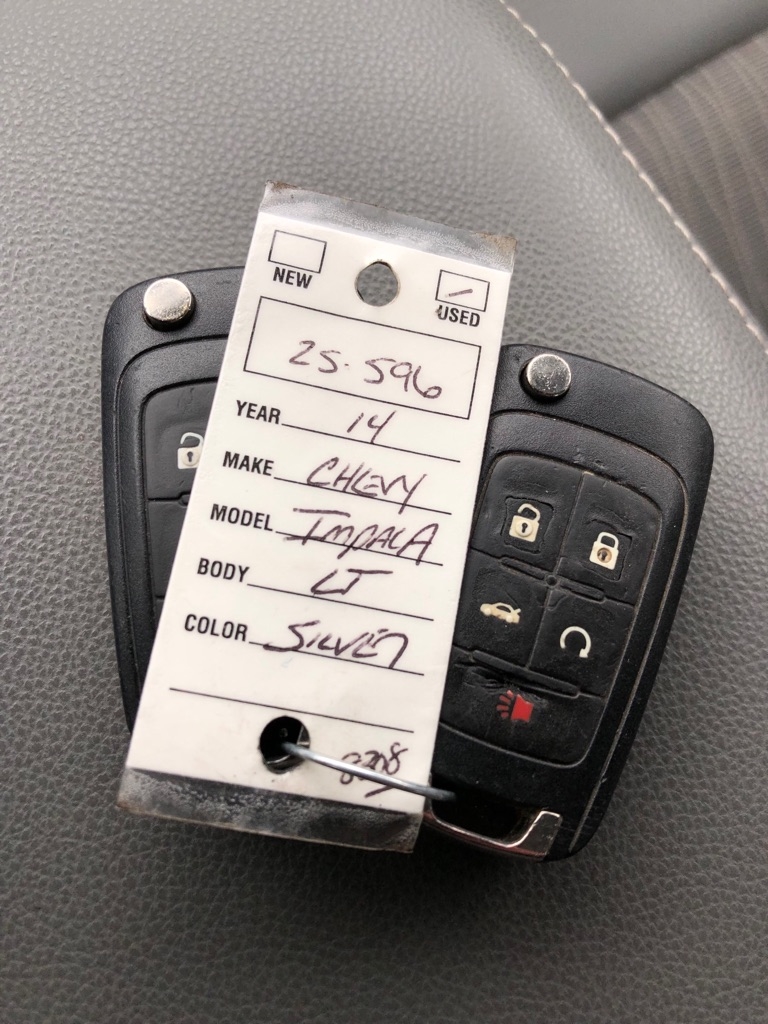 NEW
USED
25-596
YEAR 14
MAKE CHEVY
MODEL IMPALA
BODY LT
COLOR SILVER